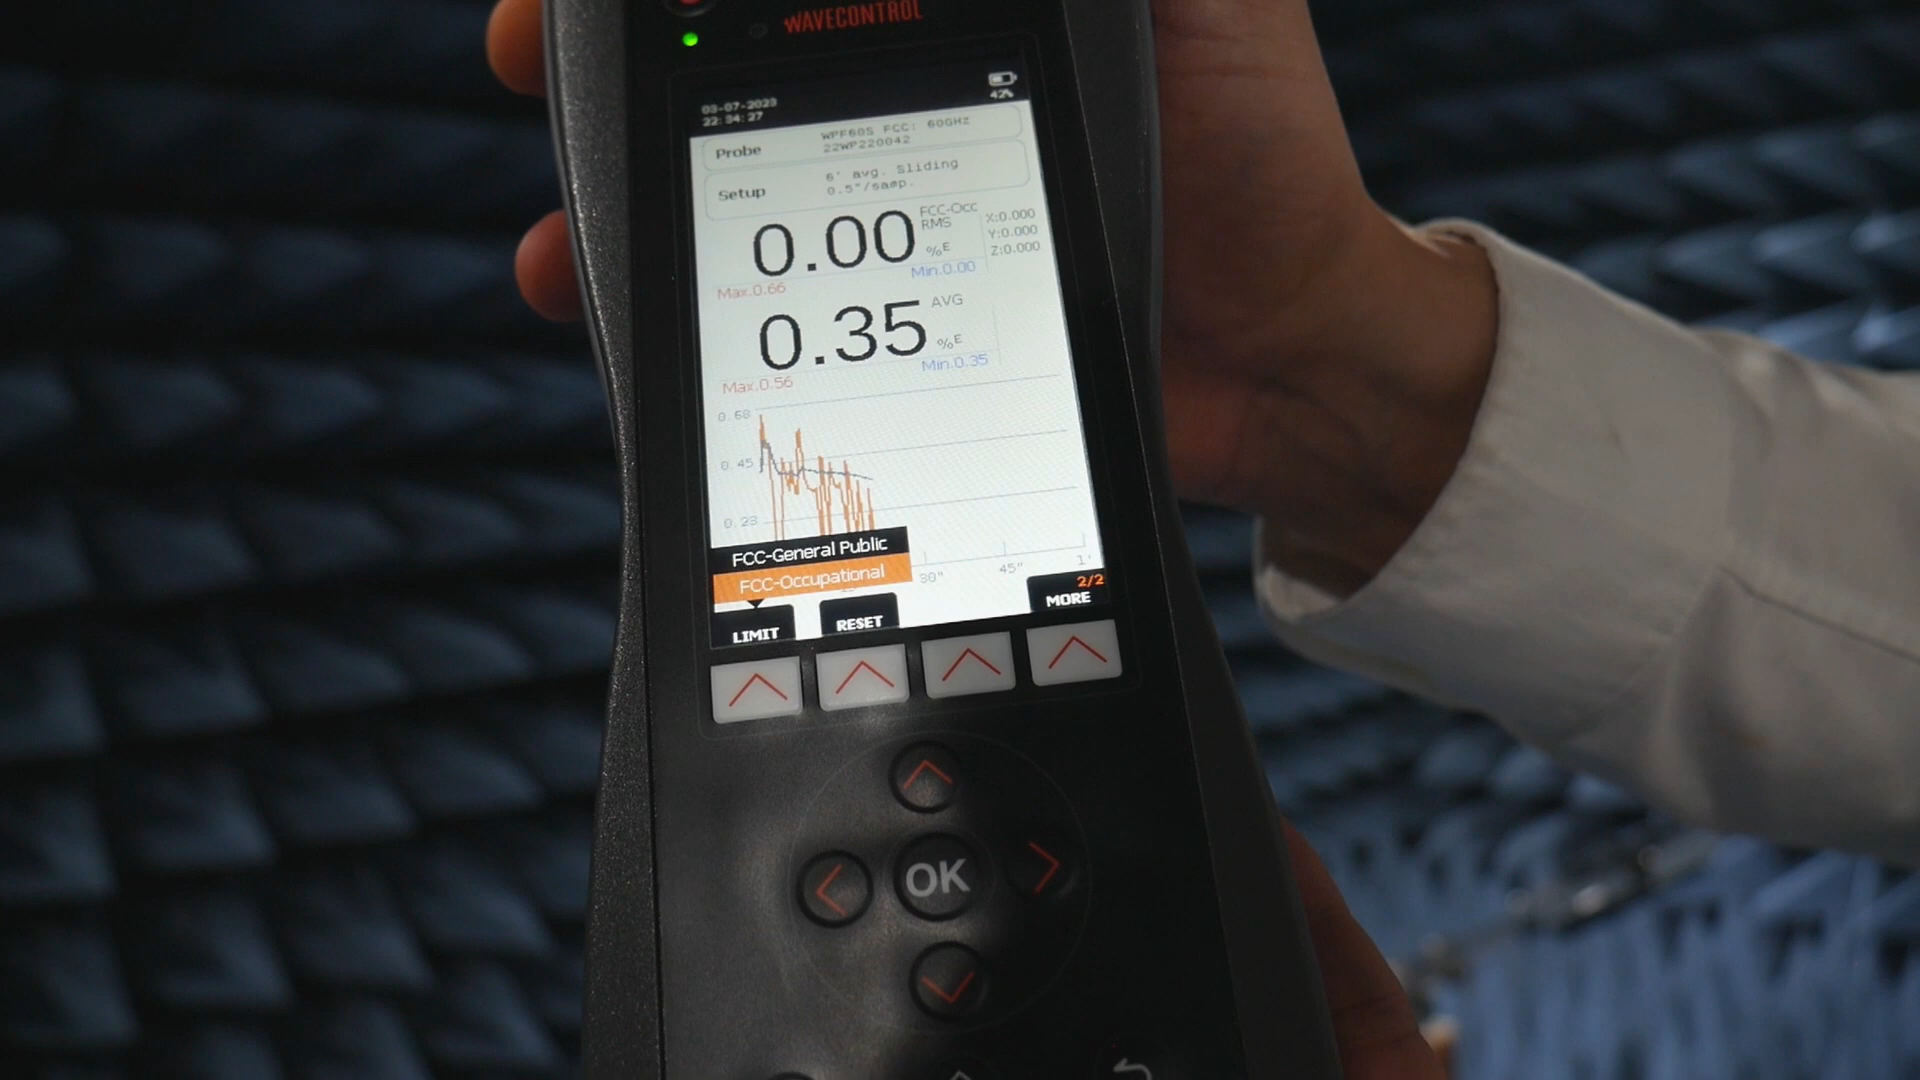 WAVECONTROL
03-07-2023
22:34:27
42%
Probe
WPF60S FCC: 60GHz
22WP220042
Setup
6' avg. Sliding
0.5"/samp.
0.00
FCC-Occ
RMS
%E
X:0.000
Y:0.000
Z:0.000
Max.0.66
Min.0.00
0.35
AVG
%E
Max.0.56
Min.0.35
0.68
0.45
0.23
30"
45"
1'
FCC-General Public
FCC-Occupational
LIMIT
RESET
2/2
MORE
OK